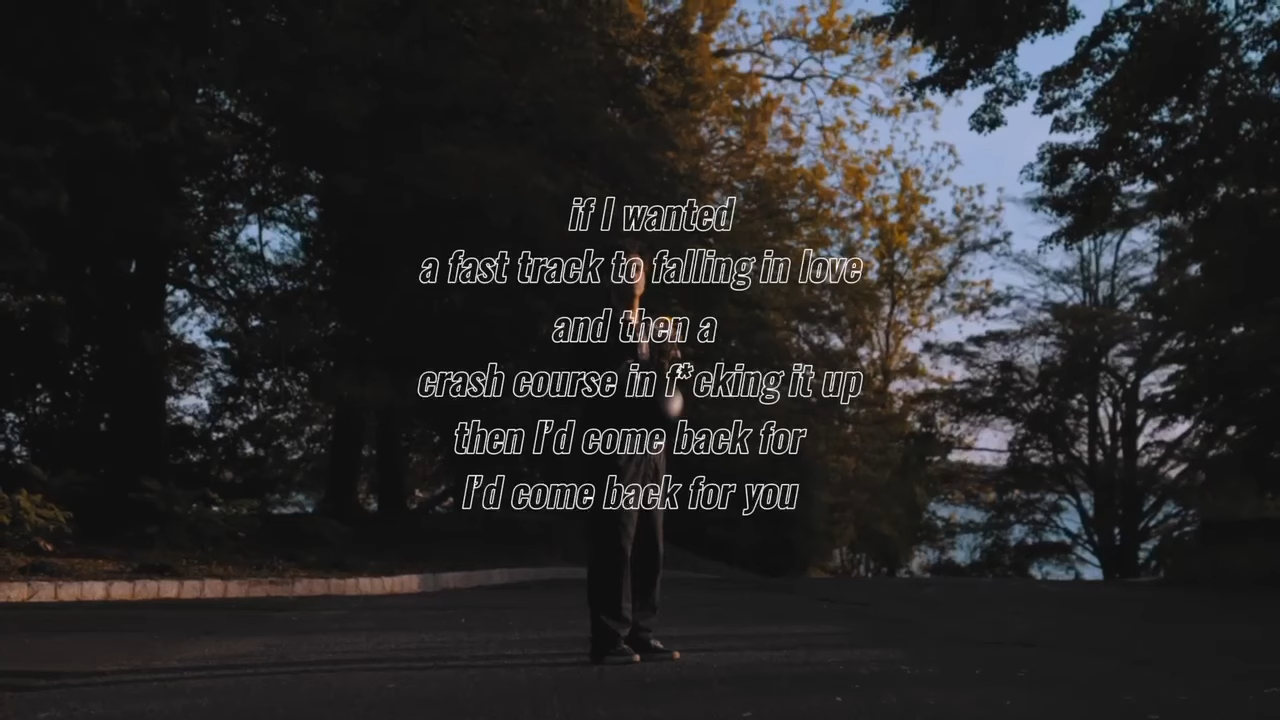 if I wanted
a fast track to falling in love
and then a
crash course in f*cking it up
then I'd come back for
I'd come back for you